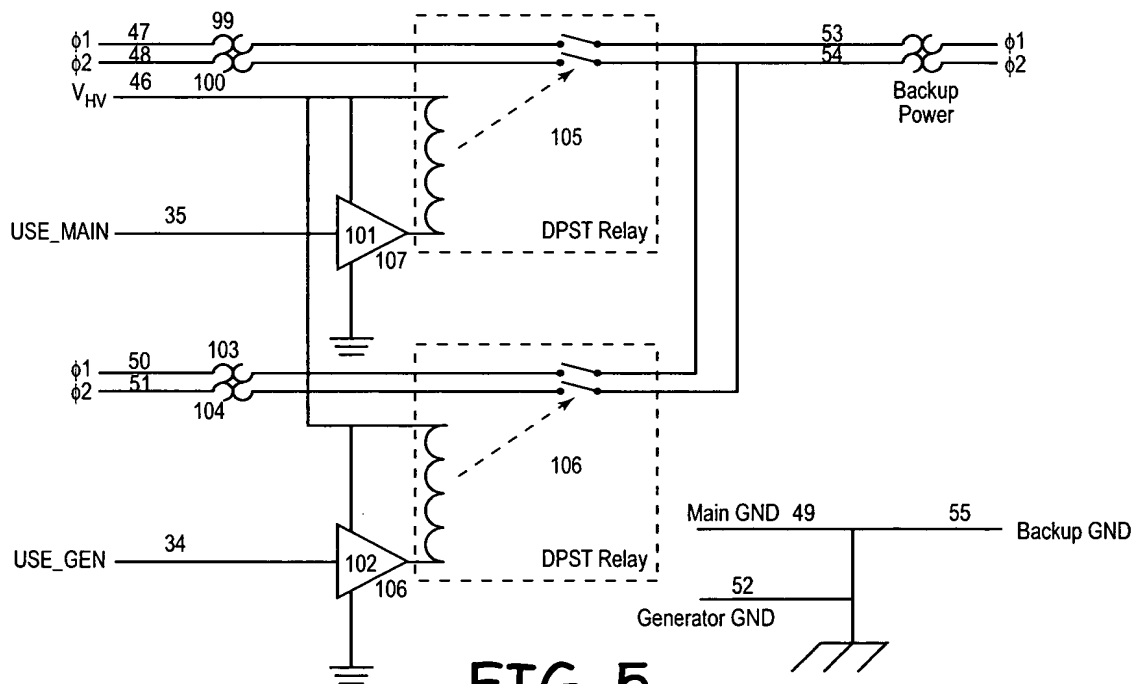 99
ϕ1 47 53 ϕ1
ϕ2 48 54 ϕ2
V_HV 46 100 Backup Power
105
USE_MAIN 35 101 107 DPST Relay
ϕ1 50 103
ϕ2 51 104
106
Main GND 49 55 Backup GND
USE_GEN 34 102 106 DPST Relay
52
Generator GND
FIG. 5